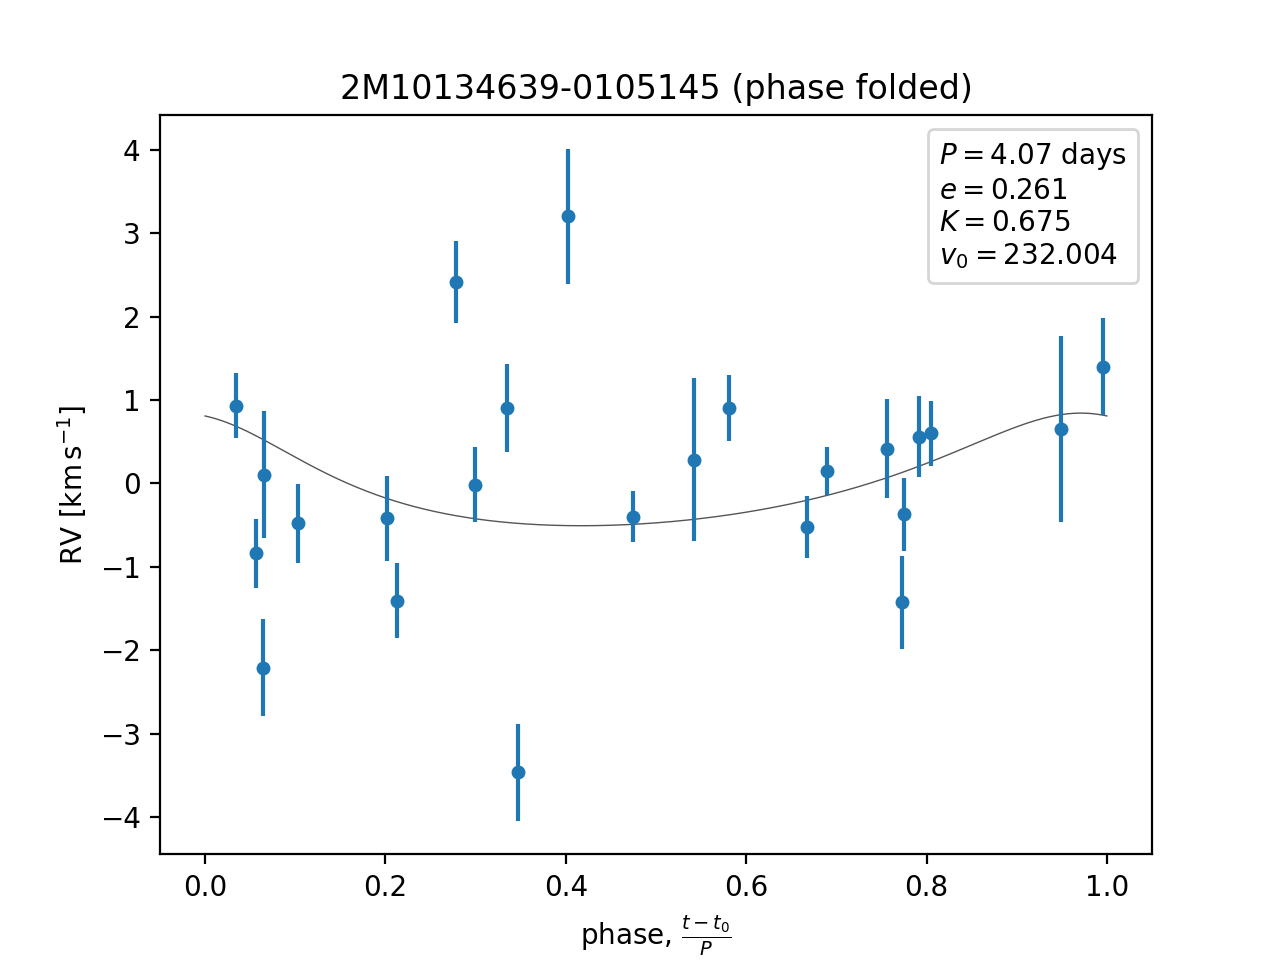 2M10134639-0105145 (phase folded)
P = 4.07 days
e = 0.261
K = 0.675
v₀ = 232.004
4
3
2
1
0
−1
−2
−3
−4
RV [km s⁻¹]
0.0 0.2 0.4 0.6 0.8 1.0
phase, (t − t₀)/P